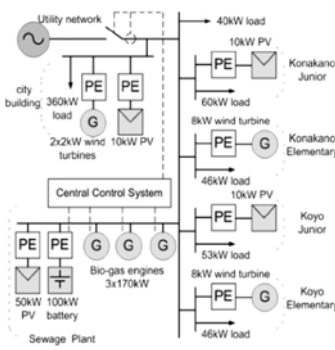 Utility network
40kW load
10kW PV
PE
Konakano
Junior
60kW load
city
building
PE
PE
360kW
load
G
2x2kW wind
turbines
10kW PV
8kW wind turbine
PE
G
Konakano
Elementary
46kW load
Central Control System
10kW PV
PE
Koyo
Junior
53kW load
PE
PE
G
G
G
Bio-gas engines
3x170kW
50kW
PV
100kW
battery
Sewage Plant
8kW wind turbine
PE
G
Koyo
Elementary
46kW load